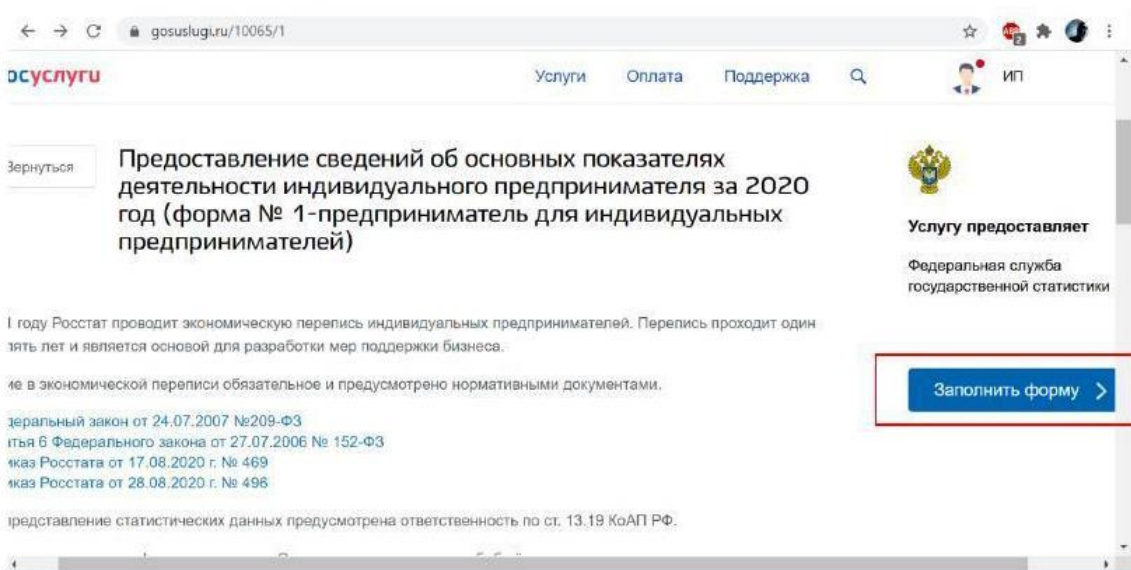 gosuslugi.ru/10065/1
2
осуслуги
Услуги Оплата Поддержка ИП
Вернуться
Предоставление сведений об основных показателях
деятельности индивидуального предпринимателя за 2020
год (форма № 1-предприниматель для индивидуальных
предпринимателей)
Услугу предоставляет
Федеральная служба
государственной статистики
1 году Росстат проводит экономическую перепись индивидуальных предпринимателей. Перепись проходит один
пять лет и является основой для разработки мер поддержки бизнеса.
ие в экономической переписи обязательное и предусмотрено нормативными документами.
Заполнить форму
деральный закон от 24.07.2007 №209-ФЗ
атья 6 Федерального закона от 27.07.2006 № 152-ФЗ
иказ Росстата от 17.08.2020 г. № 469
иказ Росстата от 28.08.2020 г. № 496
представление статистических данных предусмотрена ответственность по ст. 13.19 КоАП РФ.